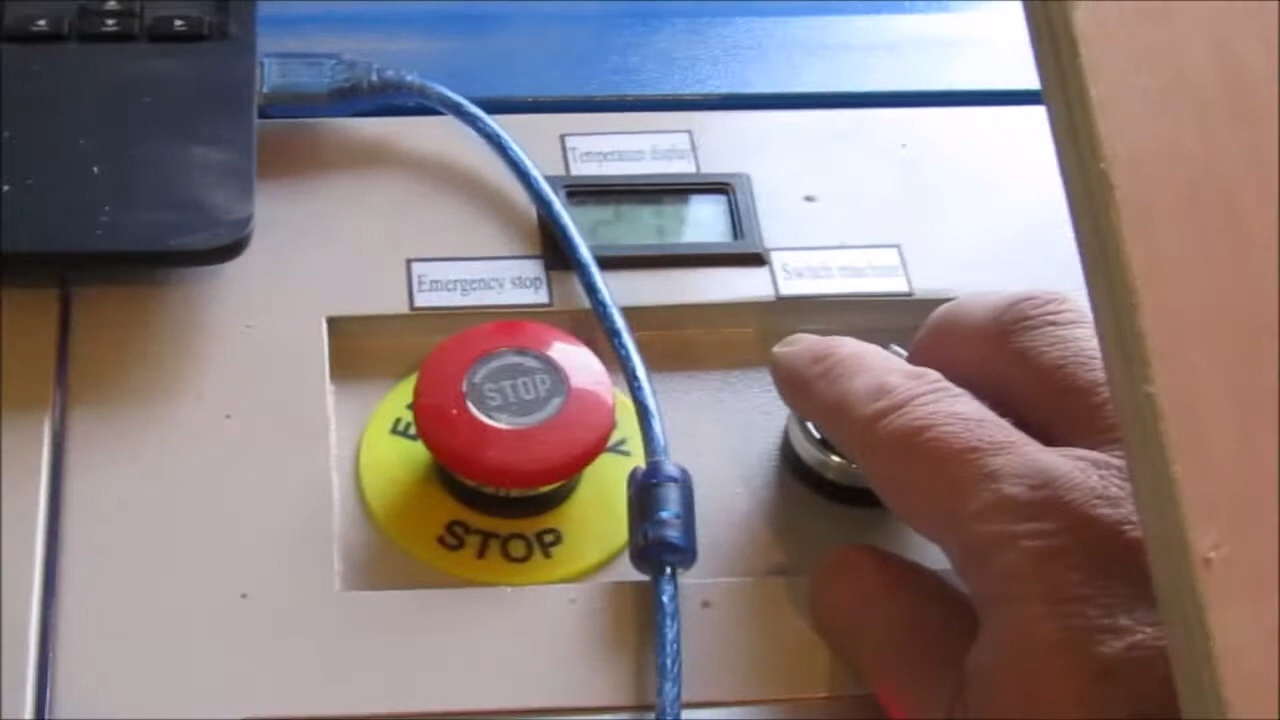 Temperature display
Emergency stop
Switch machine
STOP
STOP